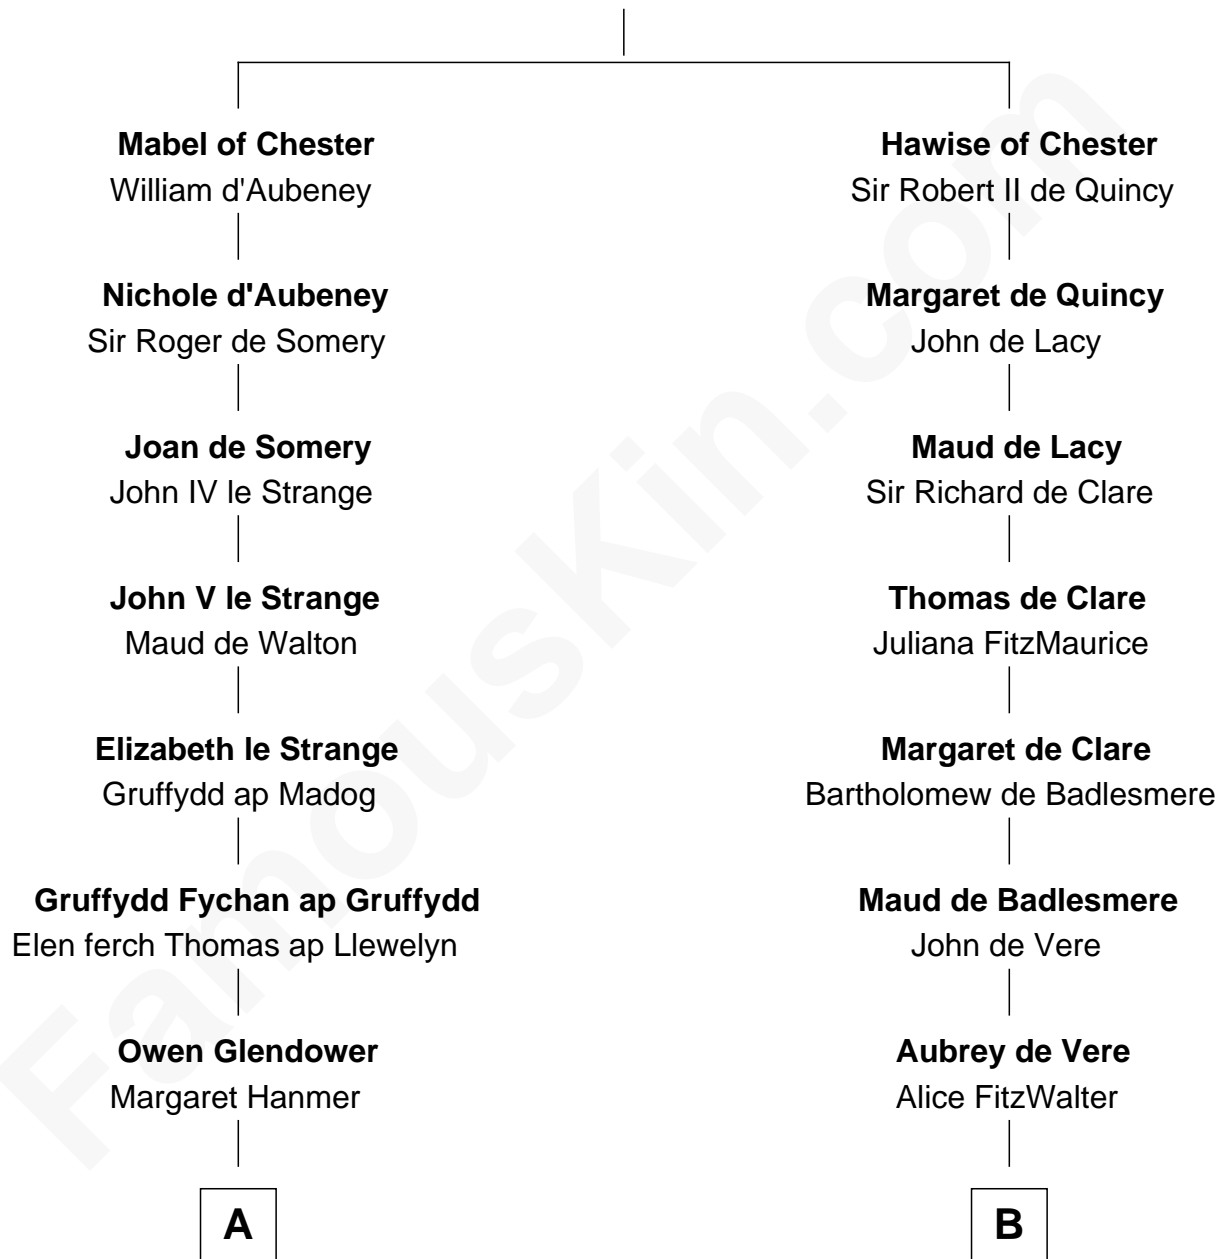 Mabel of Chester
William d'Aubeney
Nichole d'Aubeney
Sir Roger de Somery
Joan de Somery
John IV le Strange
John V le Strange
Maud de Walton
Elizabeth le Strange
Gruffydd ap Madog
Gruffydd Fychan ap Gruffydd
Elen ferch Thomas ap Llewelyn
Owen Glendower
Margaret Hanmer
A
Hawise of Chester
Sir Robert II de Quincy
Margaret de Quincy
John de Lacy
Maud de Lacy
Sir Richard de Clare
Thomas de Clare
Juliana FitzMaurice
Margaret de Clare
Bartholomew de Badlesmere
Maud de Badlesmere
John de Vere
Aubrey de Vere
Alice FitzWalter
B
FamousKin.com